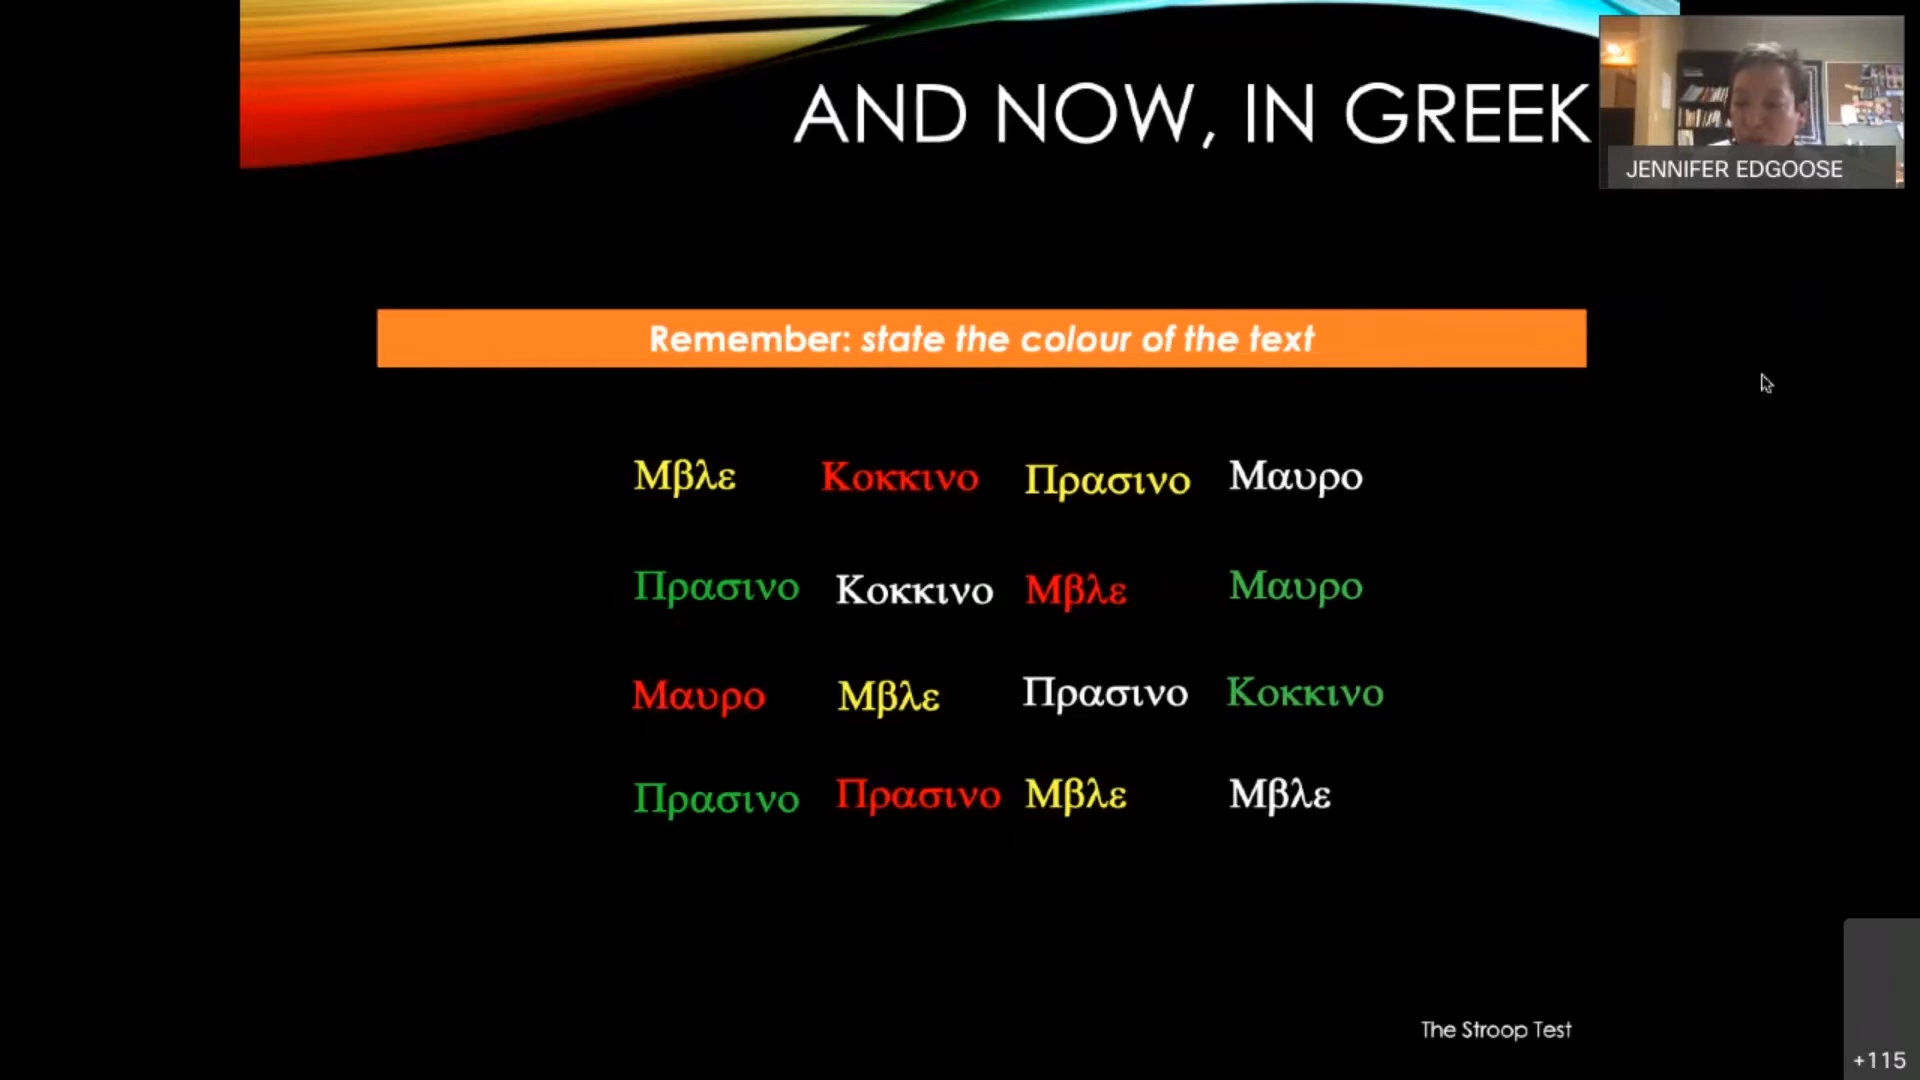 AND NOW, IN GREEK
JENNIFER EDGOOSE
Remember: state the colour of the text
Μβλε Κοκκινο Πρασινο Μαυρο
Πρασινο Κοκκινο Μβλε Μαυρο
Μαυρο Μβλε Πρασινο Κοκκινο
Πρασινο Πρασινο Μβλε Μβλε
The Stroop Test
+115